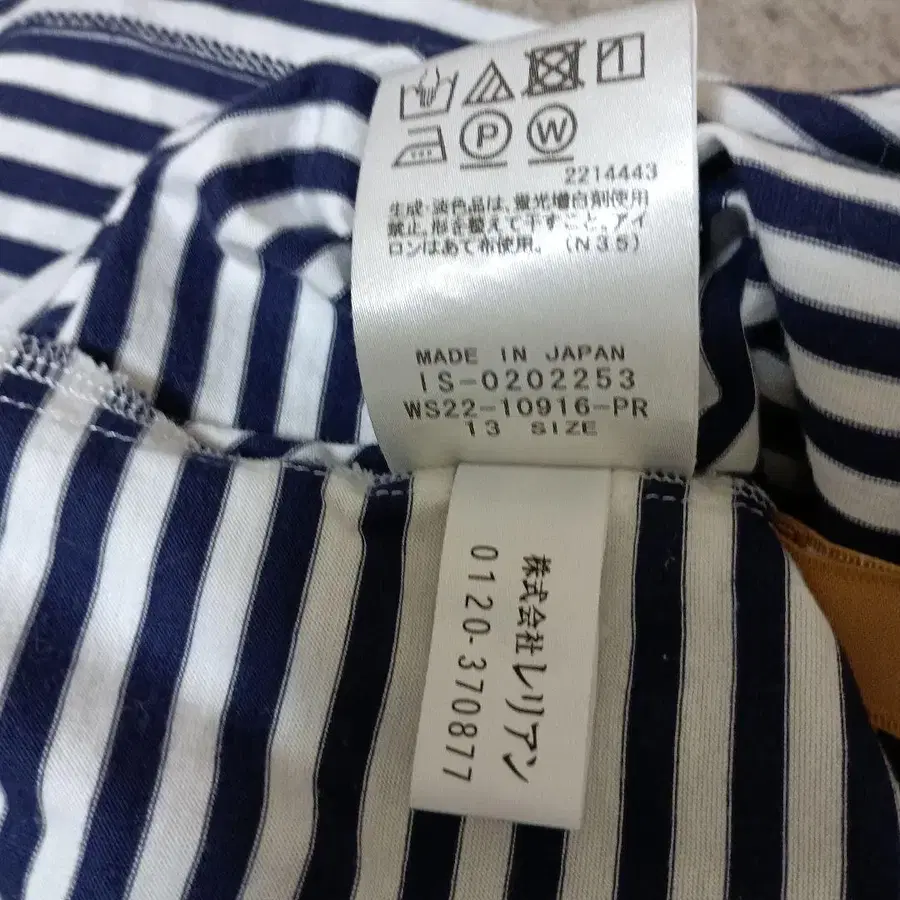 P W
2214443
生成・淡色品は、蛍光増白剤使用
禁止。形を整えて干すこと。アイ
ロンはあて布使用。 (N35)
MADE IN JAPAN
IS-0202253
WS22-10916-PR
13 SIZE
株式会社レリアン
0120-370877